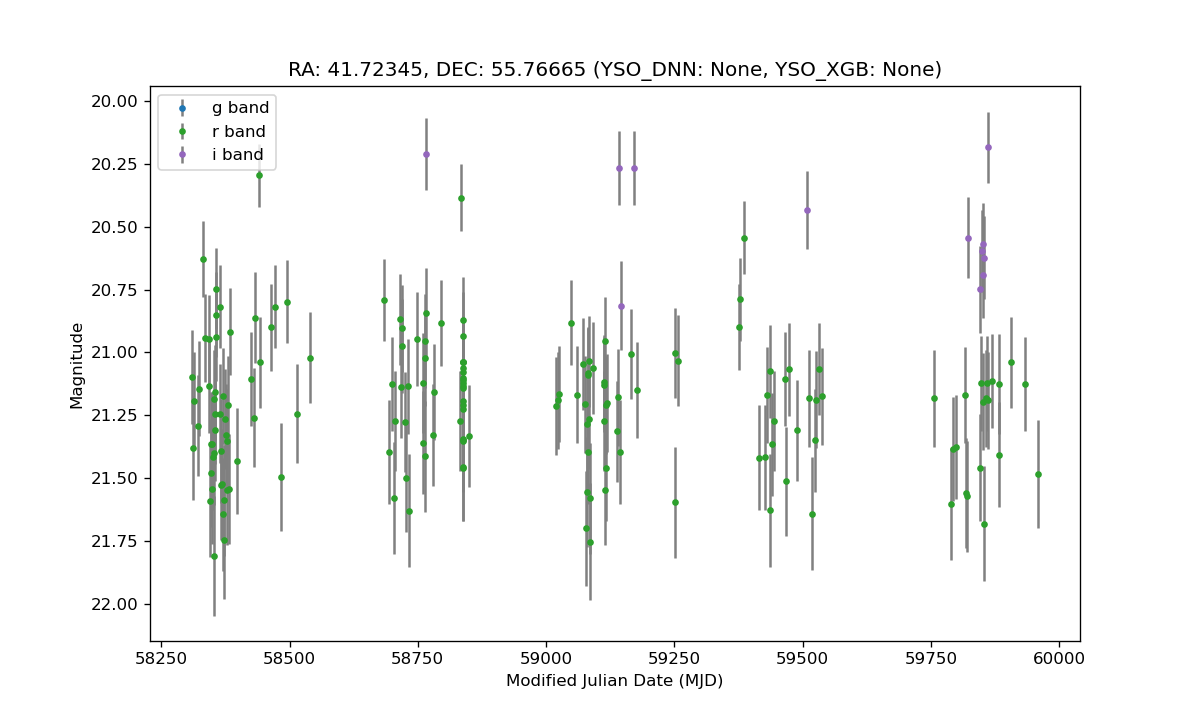 RA: 41.72345, DEC: 55.76665 (YSO_DNN: None, YSO_XGB: None)
g band
r band
i band
Magnitude
20.00
20.25
20.50
20.75
21.00
21.25
21.50
21.75
22.00
58250 58500 58750 59000 59250 59500 59750 60000
Modified Julian Date (MJD)